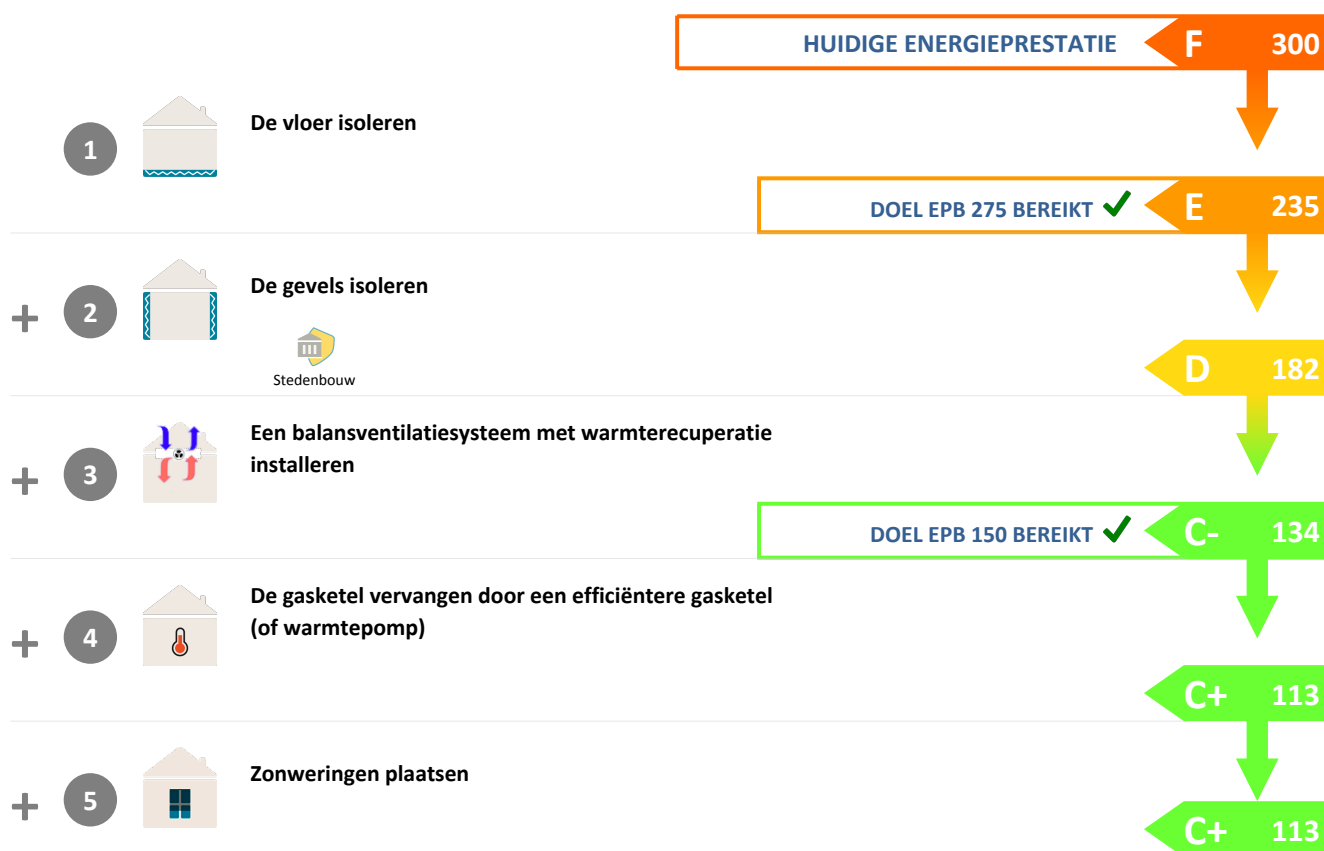 HUIDIGE ENERGIEPRESTATIE F 300
1 De vloer isoleren
DOEL EPB 275 BEREIKT E 235
+ 2 De gevels isoleren
Stedenbouw
D 182
+ 3 Een balansventilatiesysteem met warmterecuperatie
installeren
DOEL EPB 150 BEREIKT C- 134
+ 4 De gasketel vervangen door een efficiëntere gasketel
(of warmtepomp)
C+ 113
+ 5 Zonweringen plaatsen
C+ 113